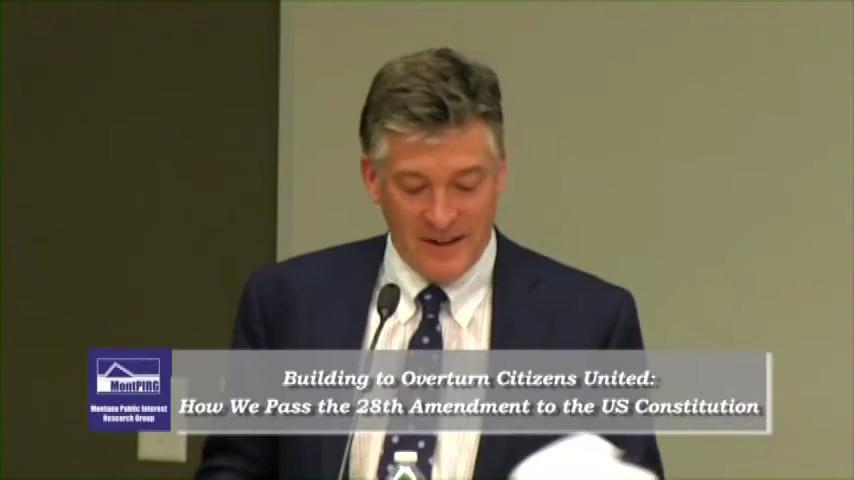 Building to Overturn Citizens United:
How We Pass the 28th Amendment to the US Constitution
MontPIRG
Montana Public Interest
Research Group